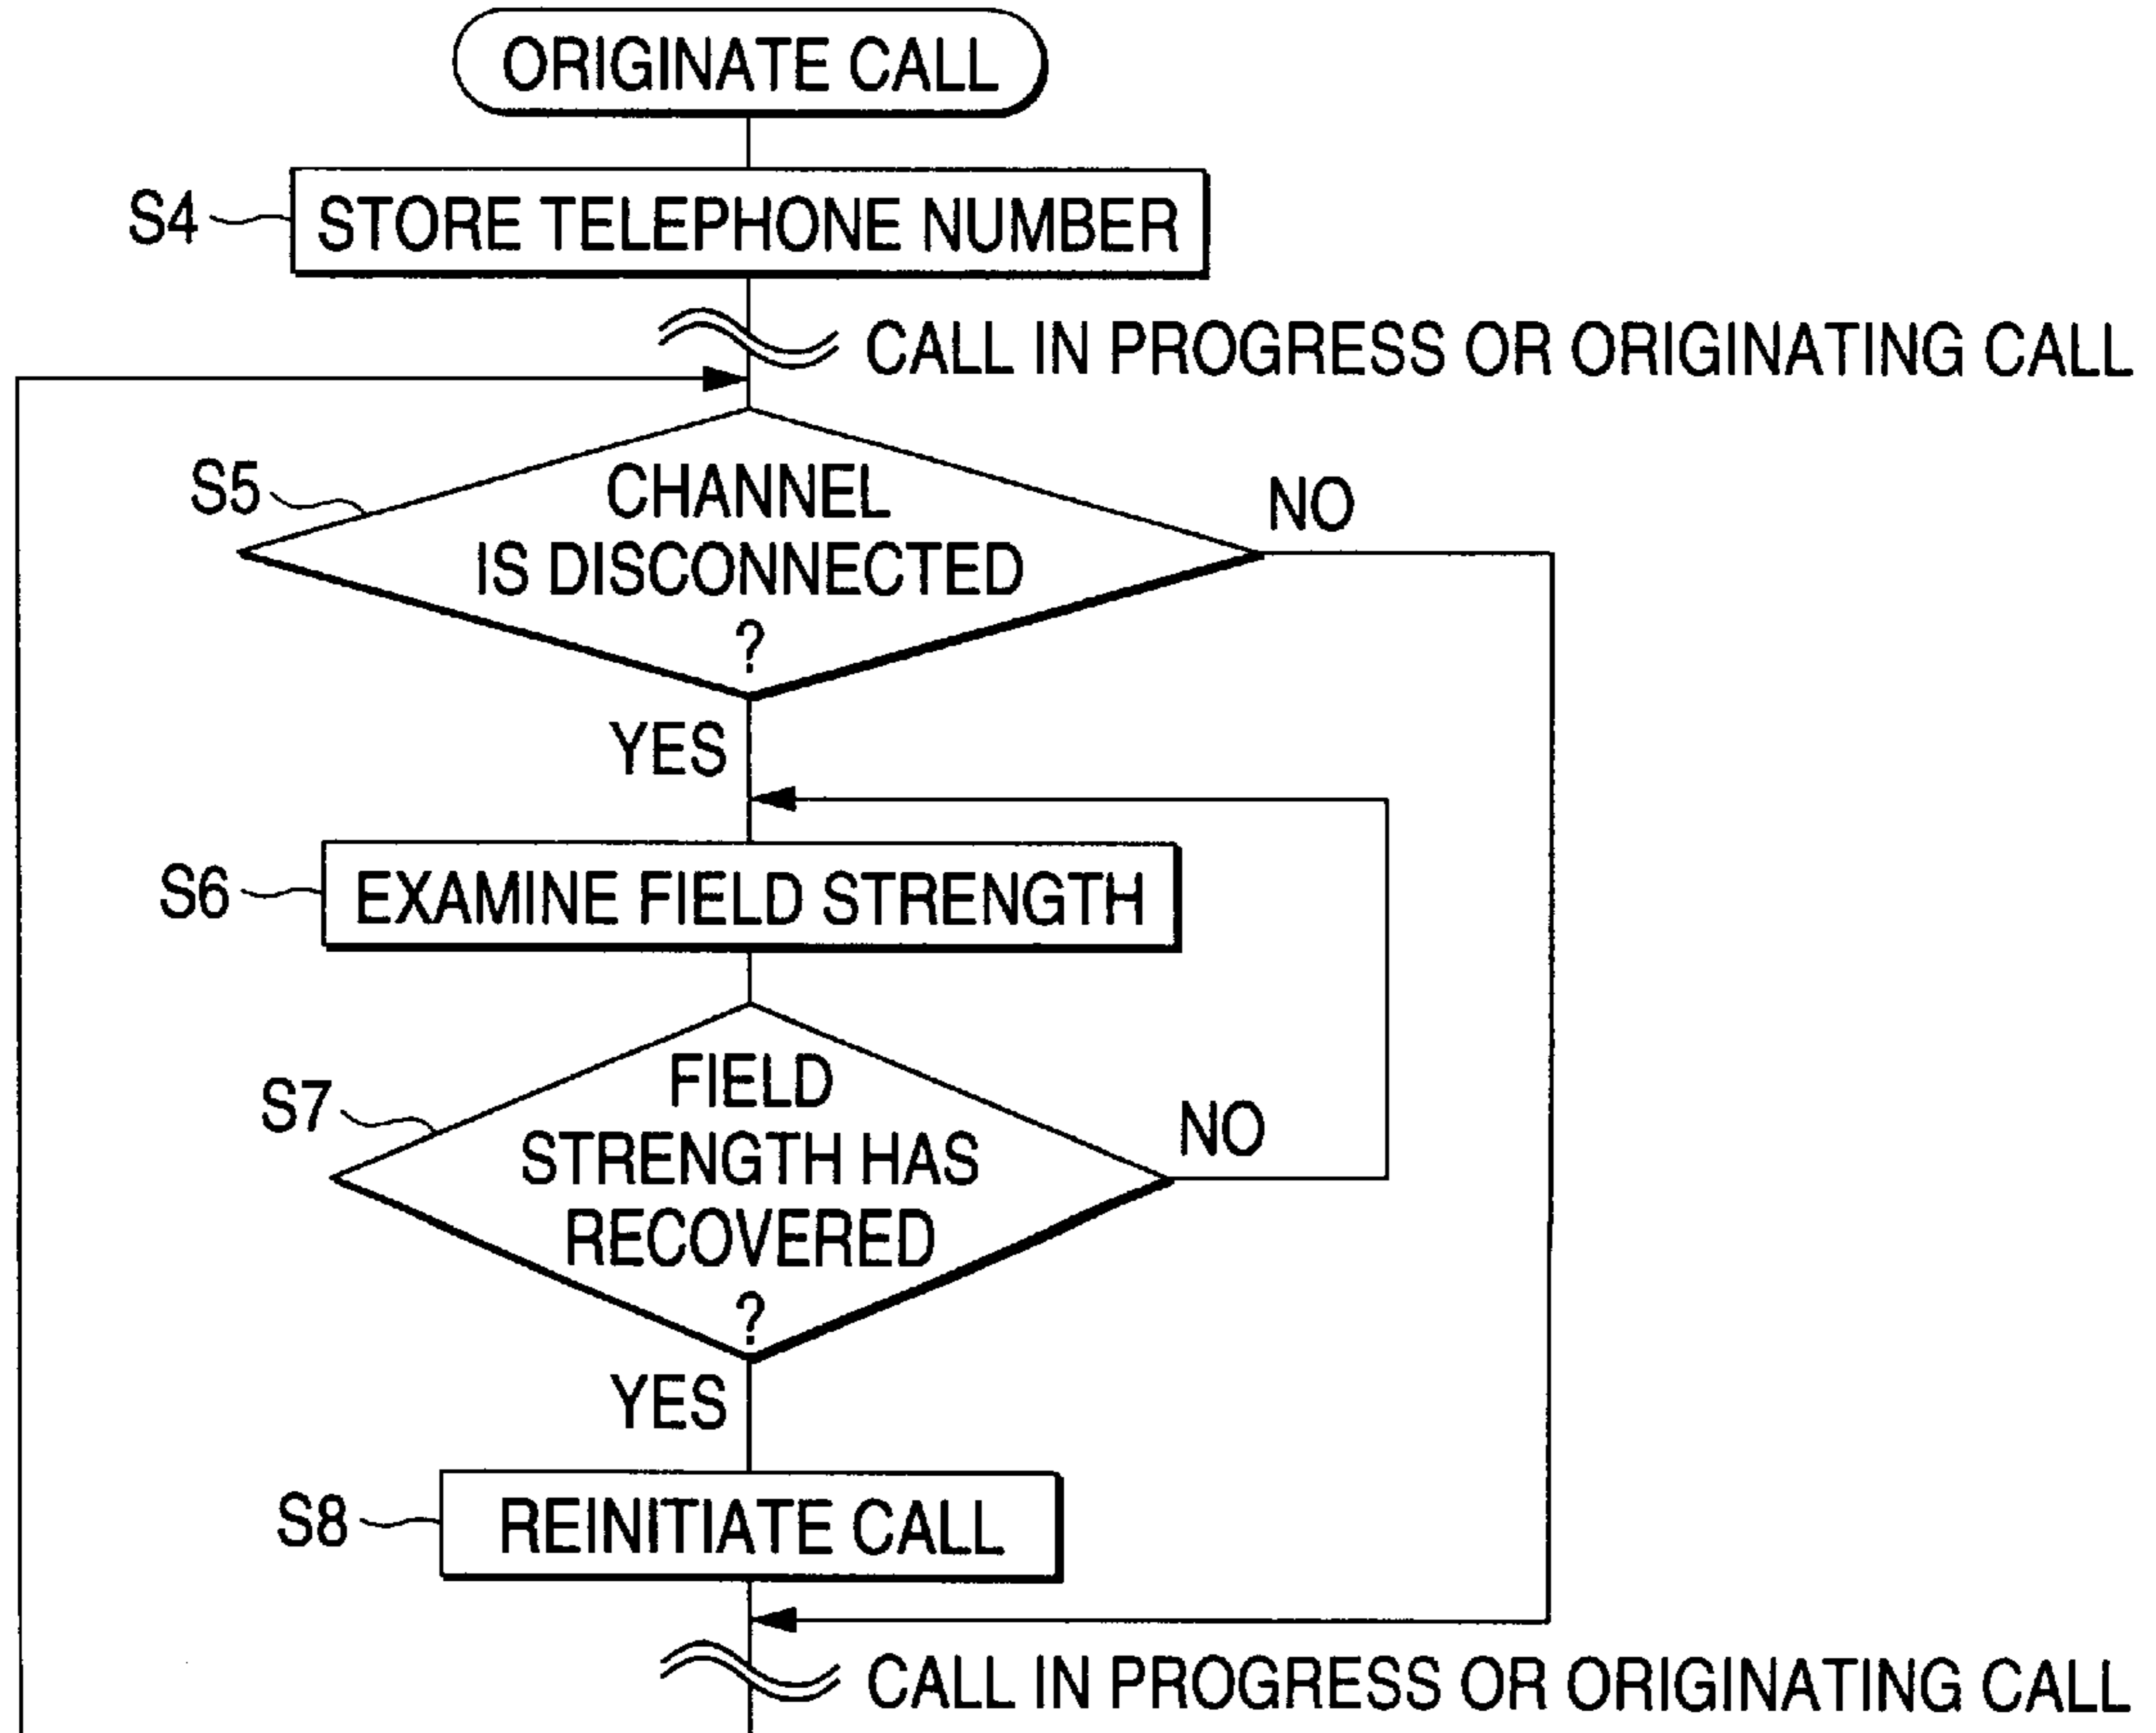 ORIGINATE CALL
S4
STORE TELEPHONE NUMBER
CALL IN PROGRESS OR ORIGINATING CALL
S5
CHANNEL
IS DISCONNECTED
?
NO
YES
S6
EXAMINE FIELD STRENGTH
S7
FIELD
STRENGTH HAS
RECOVERED
?
NO
YES
S8
REINITIATE CALL
CALL IN PROGRESS OR ORIGINATING CALL